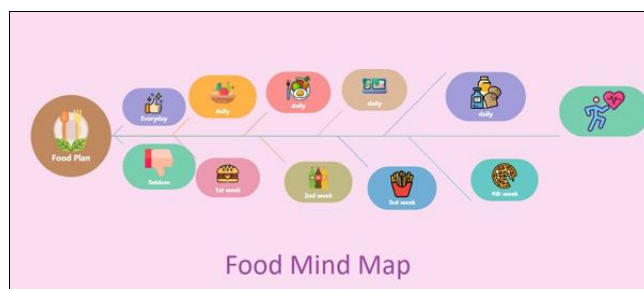 Everyday
daily
daily
daily
daily
Food Plan
Seldom
1st week
2nd week
3rd week
4th week
Food Mind Map